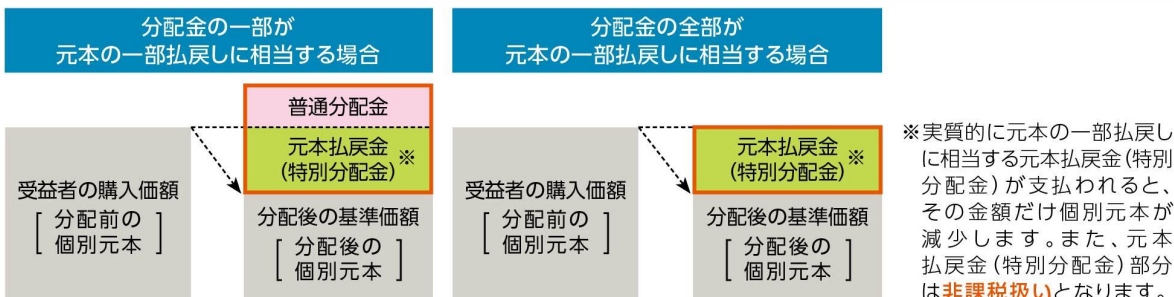 分配金の一部が
元本の一部払戻しに相当する場合
普通分配金
元本払戻金
(特別分配金)※
受益者の購入価額
[分配前の
個別元本]
分配後の基準価額
[分配後の
個別元本]
分配金の全部が
元本の一部払戻しに相当する場合
元本払戻金
(特別分配金)※
受益者の購入価額
[分配前の
個別元本]
分配後の基準価額
[分配後の
個別元本]
※実質的に元本の一部払戻し
に相当する元本払戻金(特別
分配金)が支払われると、
その金額だけ個別元本が
減少します。また、元本
払戻金(特別分配金)部分
は非課税扱いとなります。